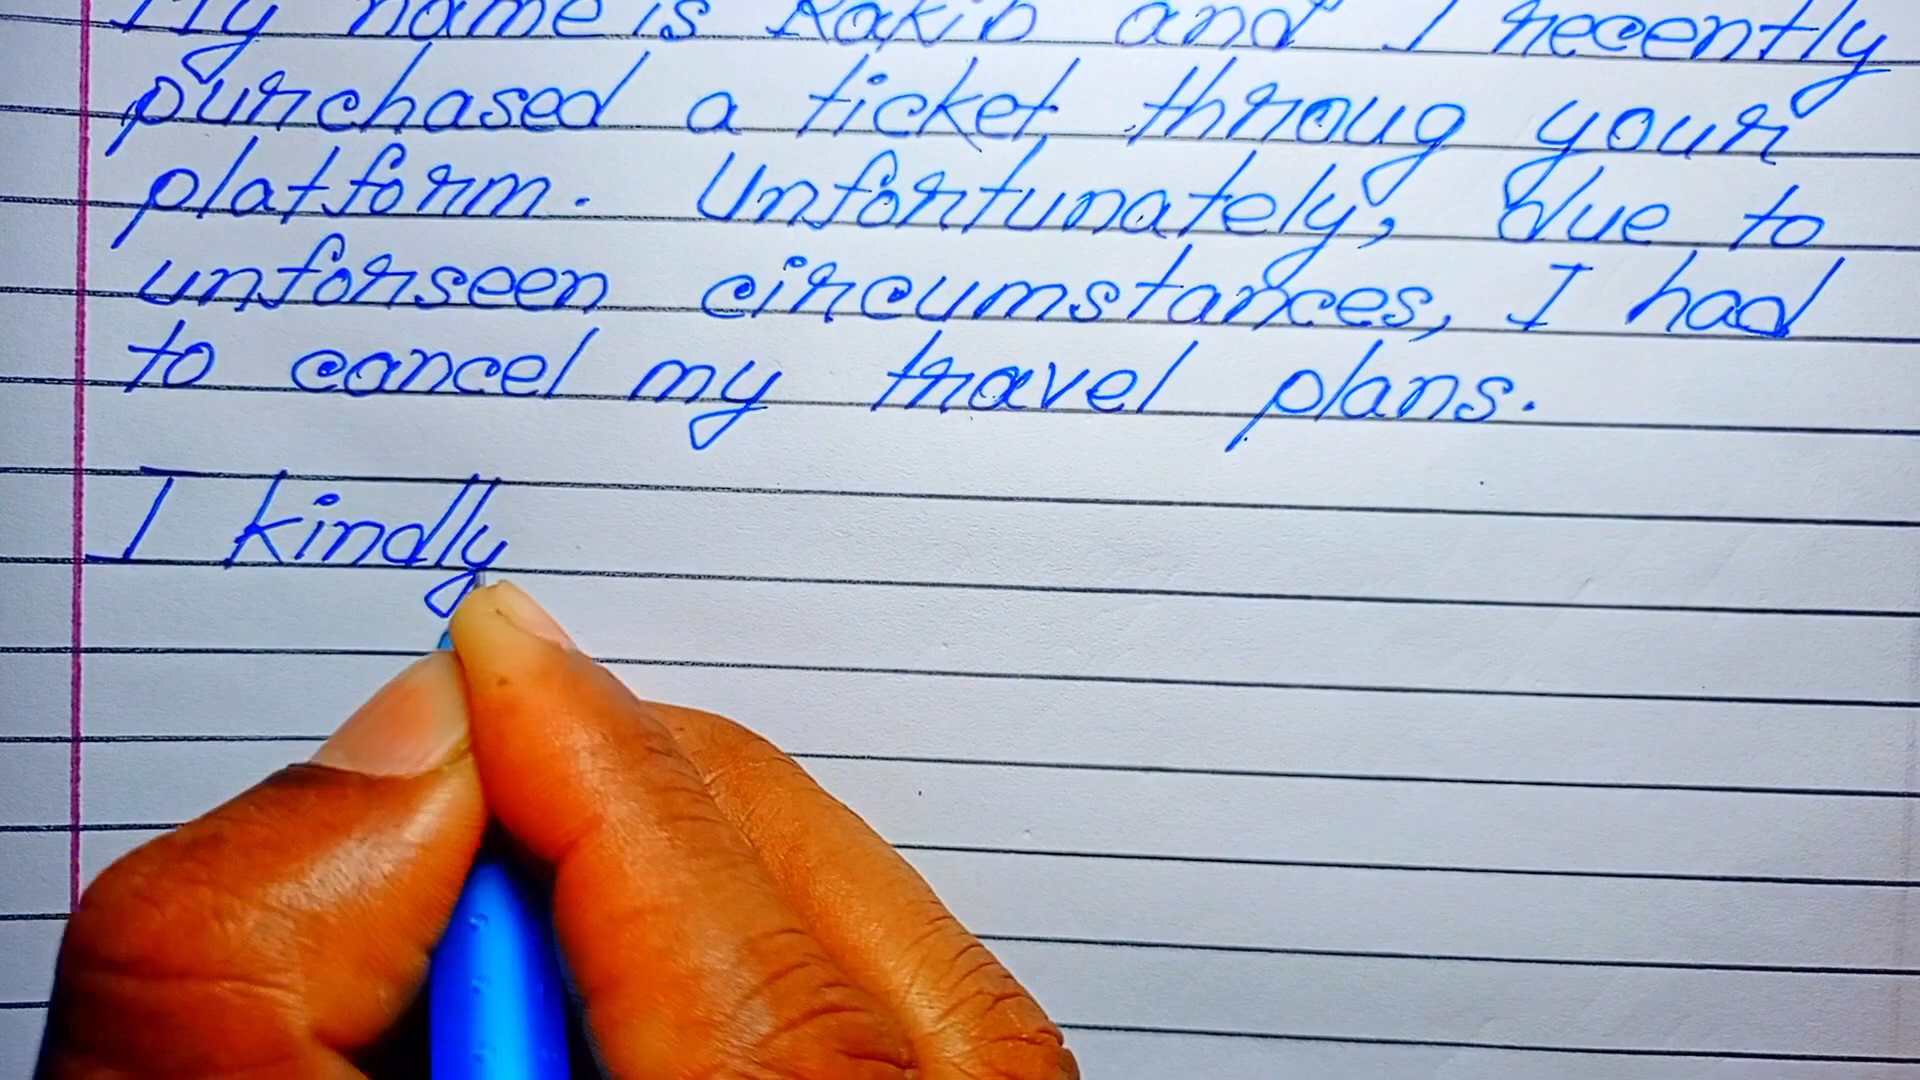 My name is Rakib and I recently
purchased a ticket throug your
platform. Unfortunately, due to
unforseen circumstances, I had
to cancel my travel plans.
I kindly